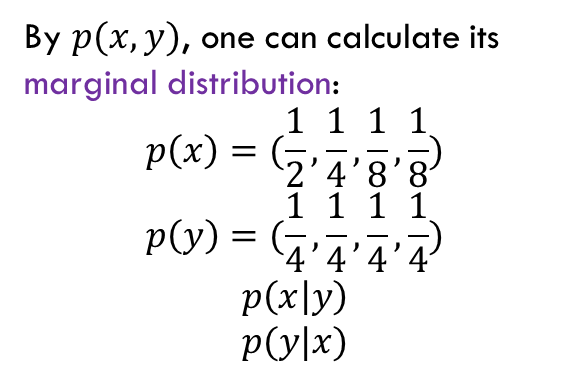 By p(x, y), one can calculate its
marginal distribution:
p(x) = (1/2, 1/4, 1/8, 1/8)
p(y) = (1/4, 1/4, 1/4, 1/4)
p(x|y)
p(y|x)